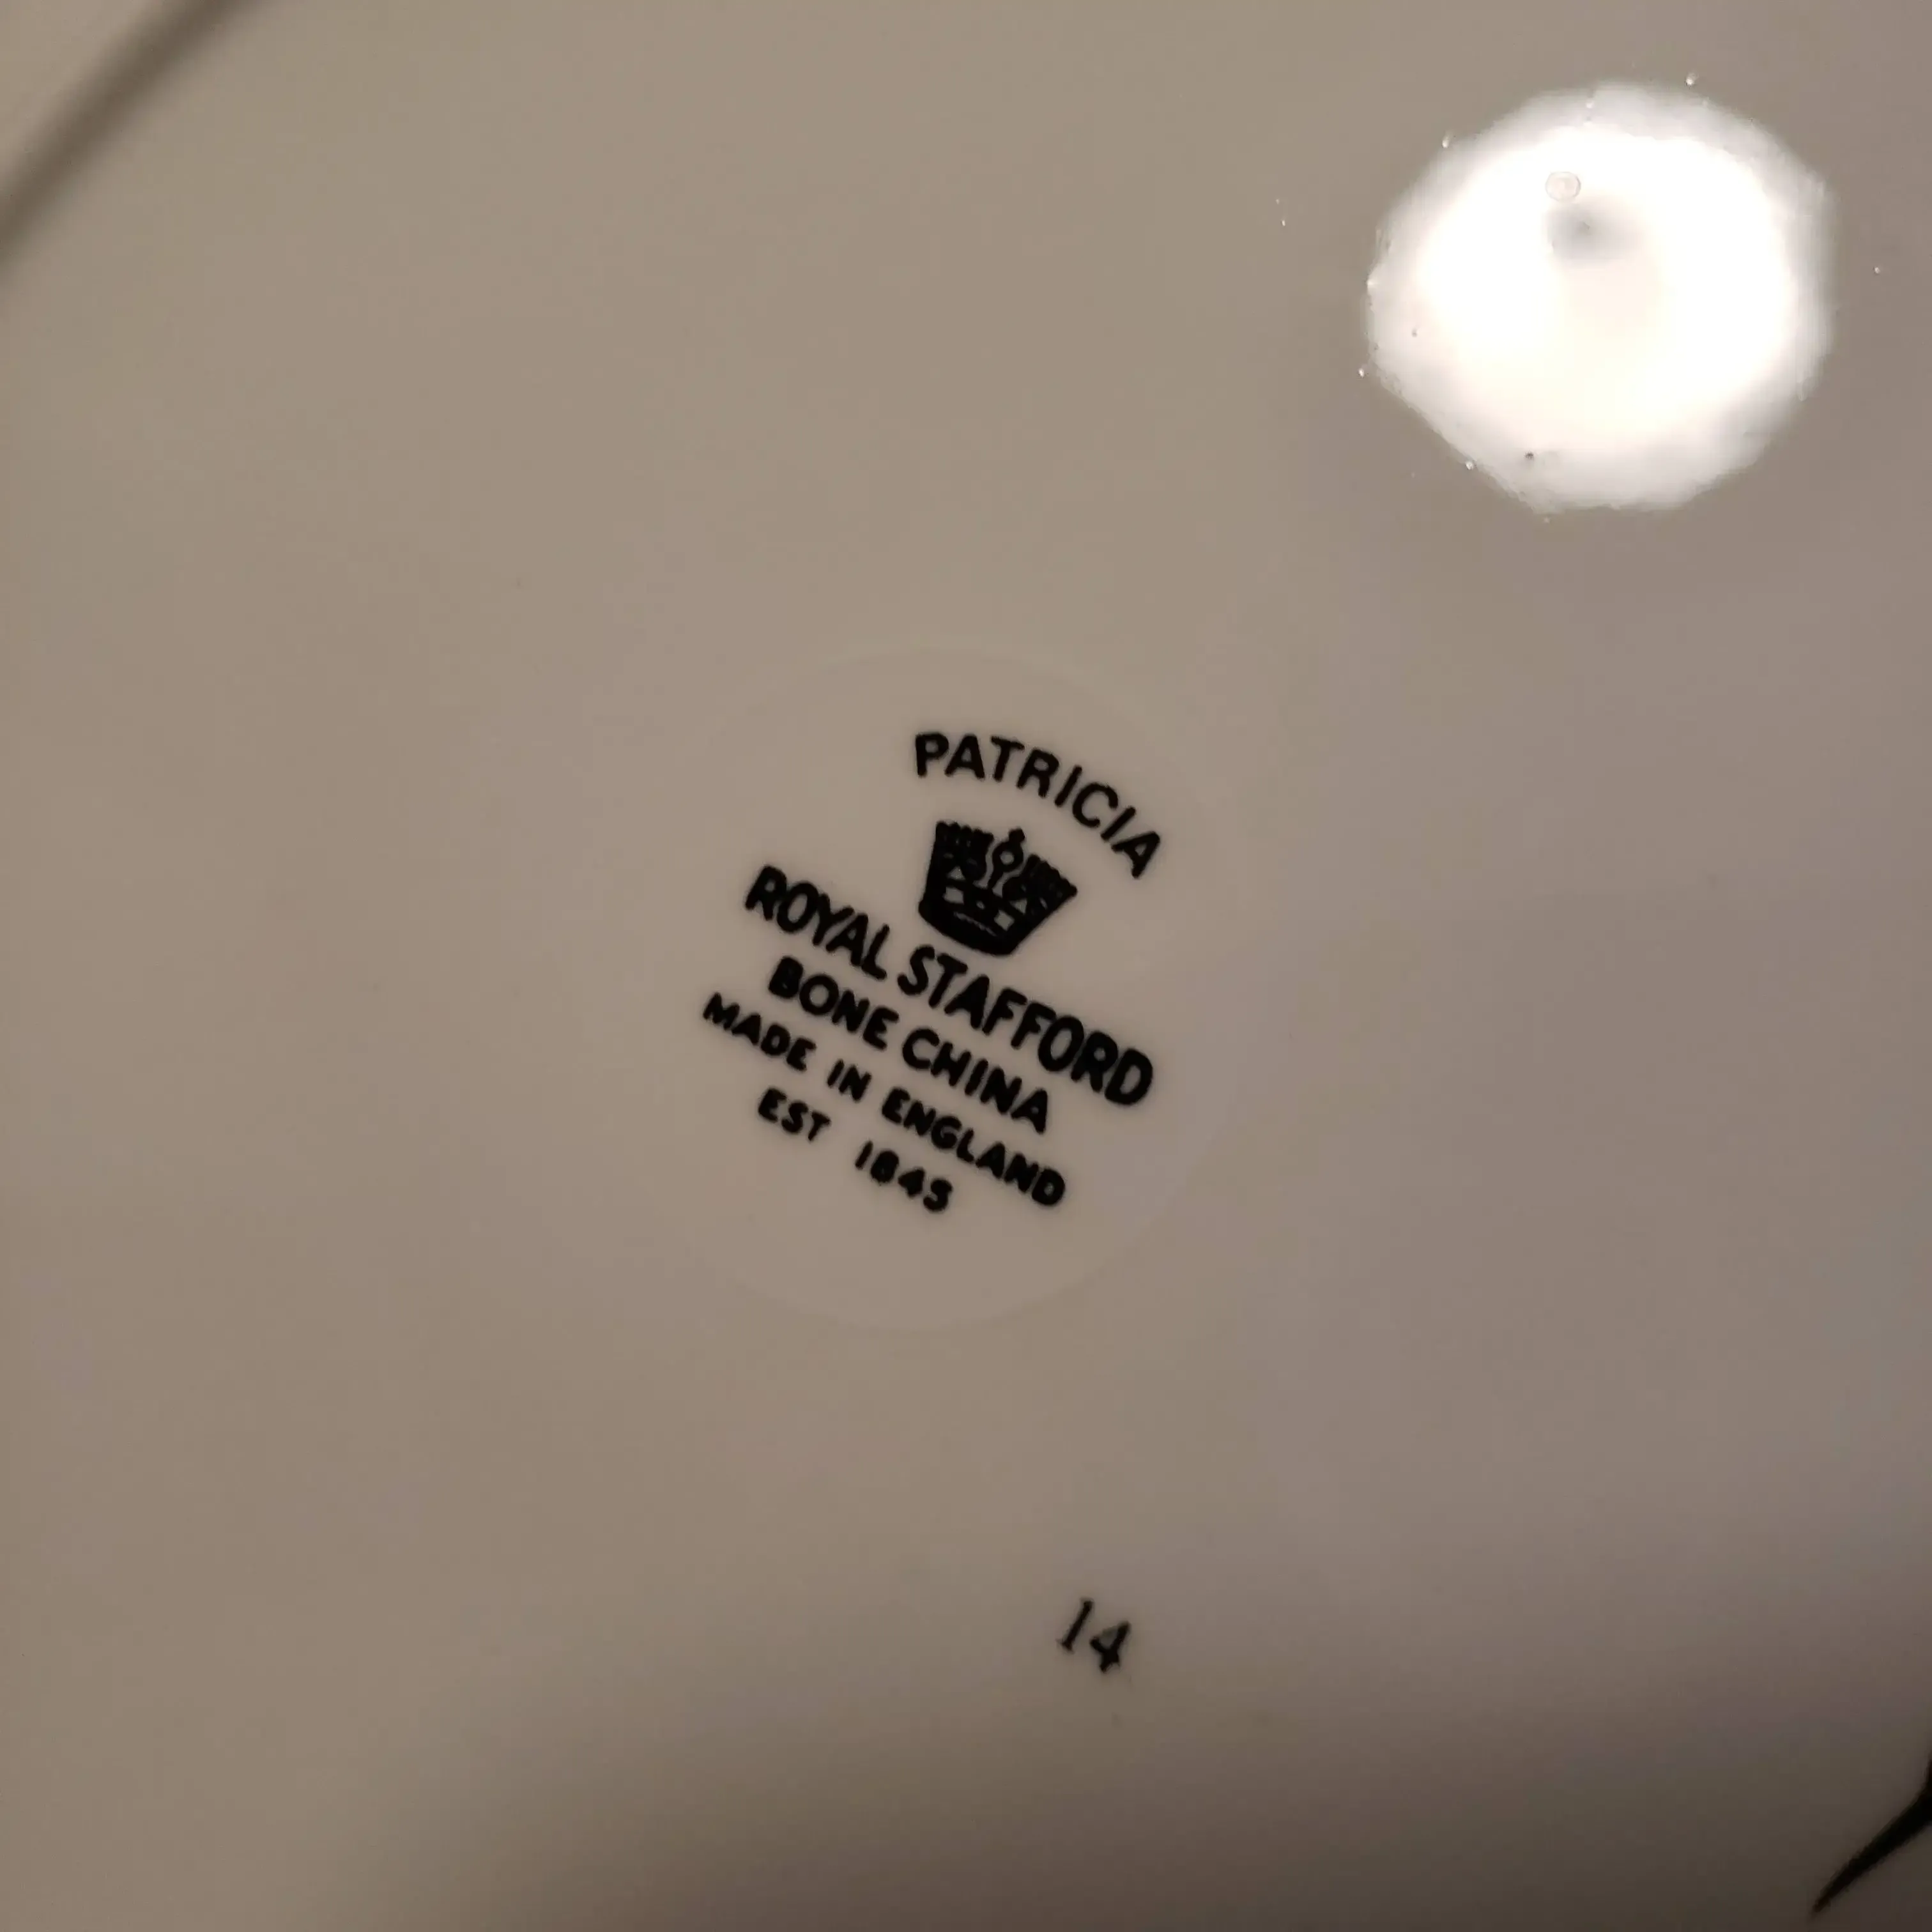 PATRICIA
ROYAL STAFFORD
BONE CHINA
MADE IN ENGLAND
EST 1845
14